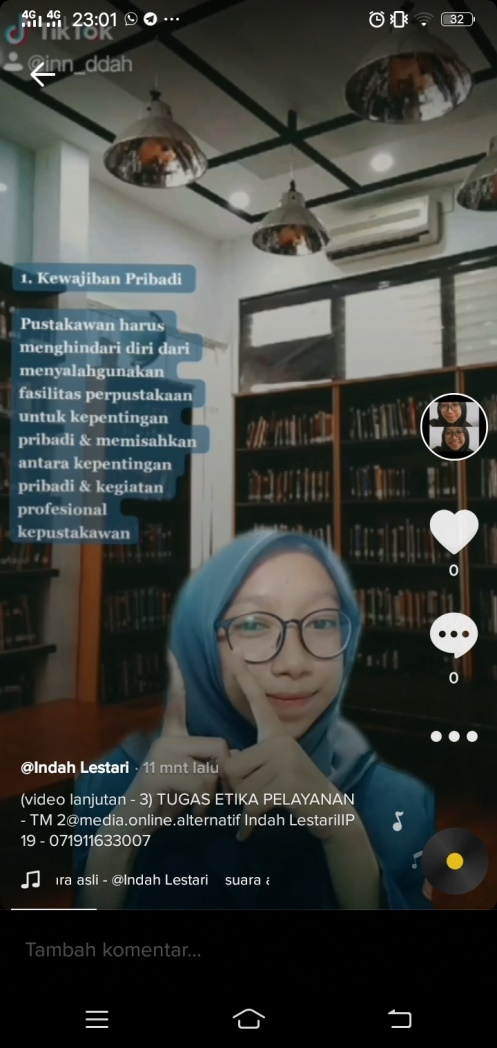 4G 4G 23:01 32
TikTok
@inn_ddah
1. Kewajiban Pribadi
Pustakawan harus
menghindari diri dari
menyalahgunakan
fasilitas perpustakaan
untuk kepentingan
pribadi & memisahkan
antara kepentingan
pribadi & kegiatan
profesional
kepustakawan
0
0
@Indah Lestari · 11 mnt lalu
(video lanjutan - 3) TUGAS ETIKA PELAYANAN
- TM 2@media.online.alternatif Indah LestariIIP
19 - 071911633007
ıra asli - @Indah Lestari suara a
Tambah komentar...